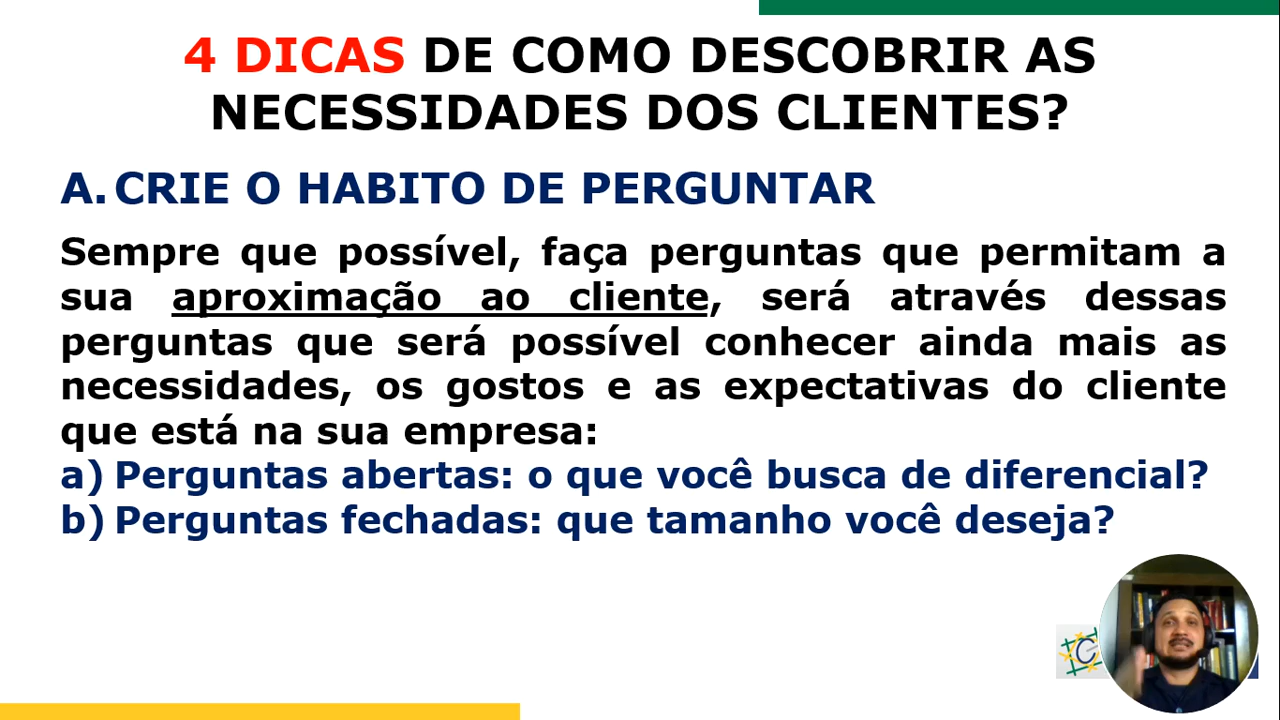 4 DICAS DE COMO DESCOBRIR AS
NECESSIDADES DOS CLIENTES?
A. CRIE O HABITO DE PERGUNTAR
Sempre que possível, faça perguntas que permitam a
sua aproximação ao cliente, será através dessas
perguntas que será possível conhecer ainda mais as
necessidades, os gostos e as expectativas do cliente
que está na sua empresa:
a) Perguntas abertas: o que você busca de diferencial?
b) Perguntas fechadas: que tamanho você deseja?
C